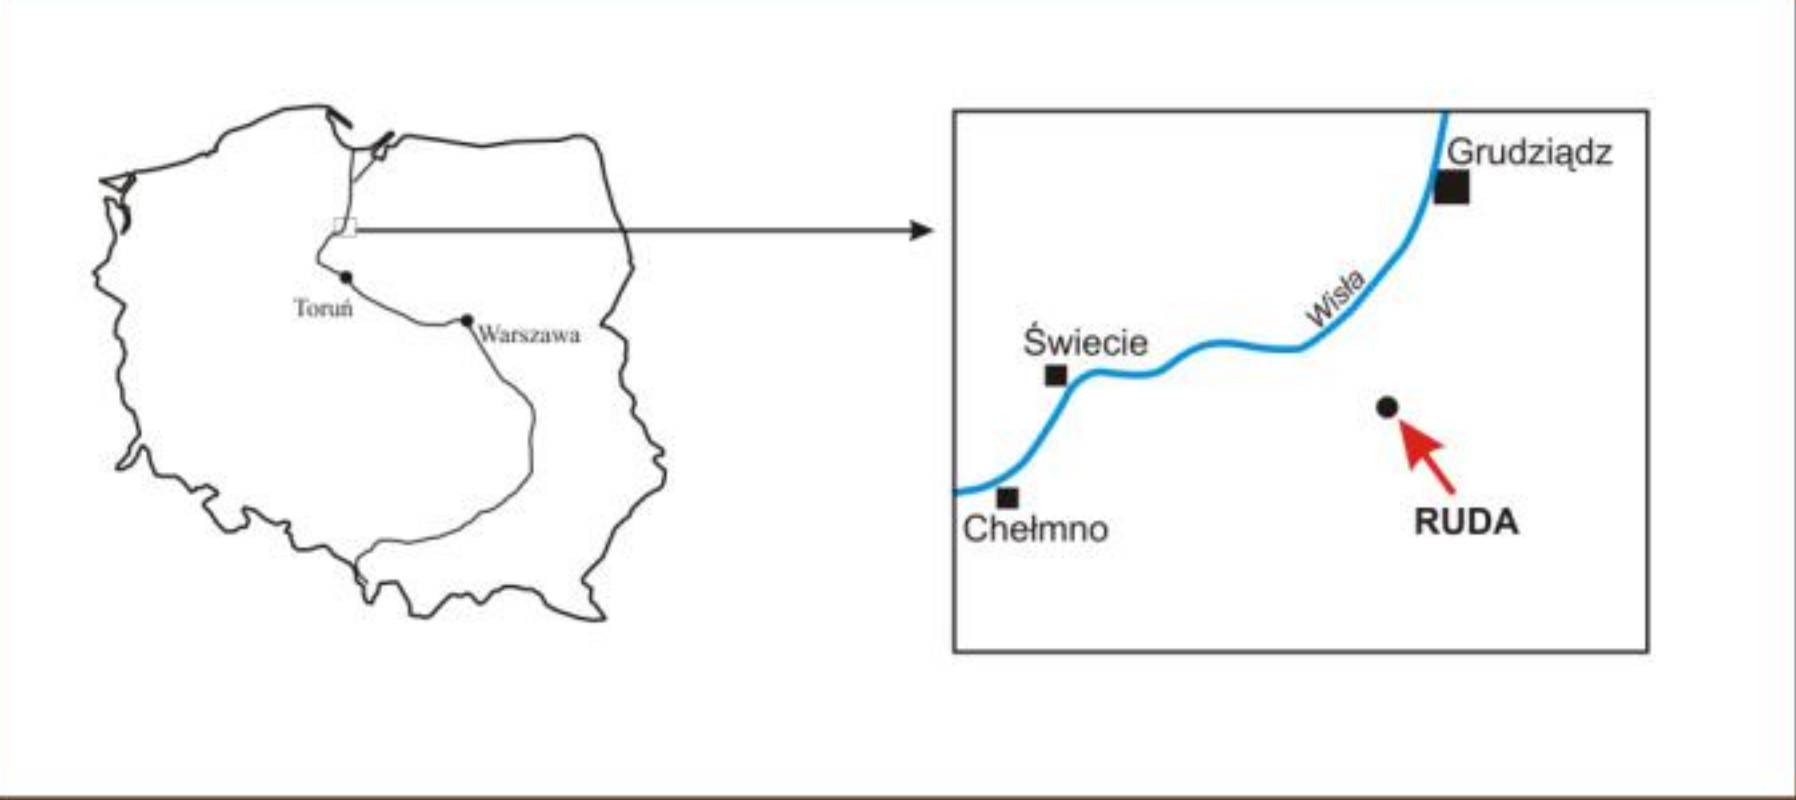 Toruń
Warszawa
Grudziądz
Wisła
Świecie
RUDA
Chełmno